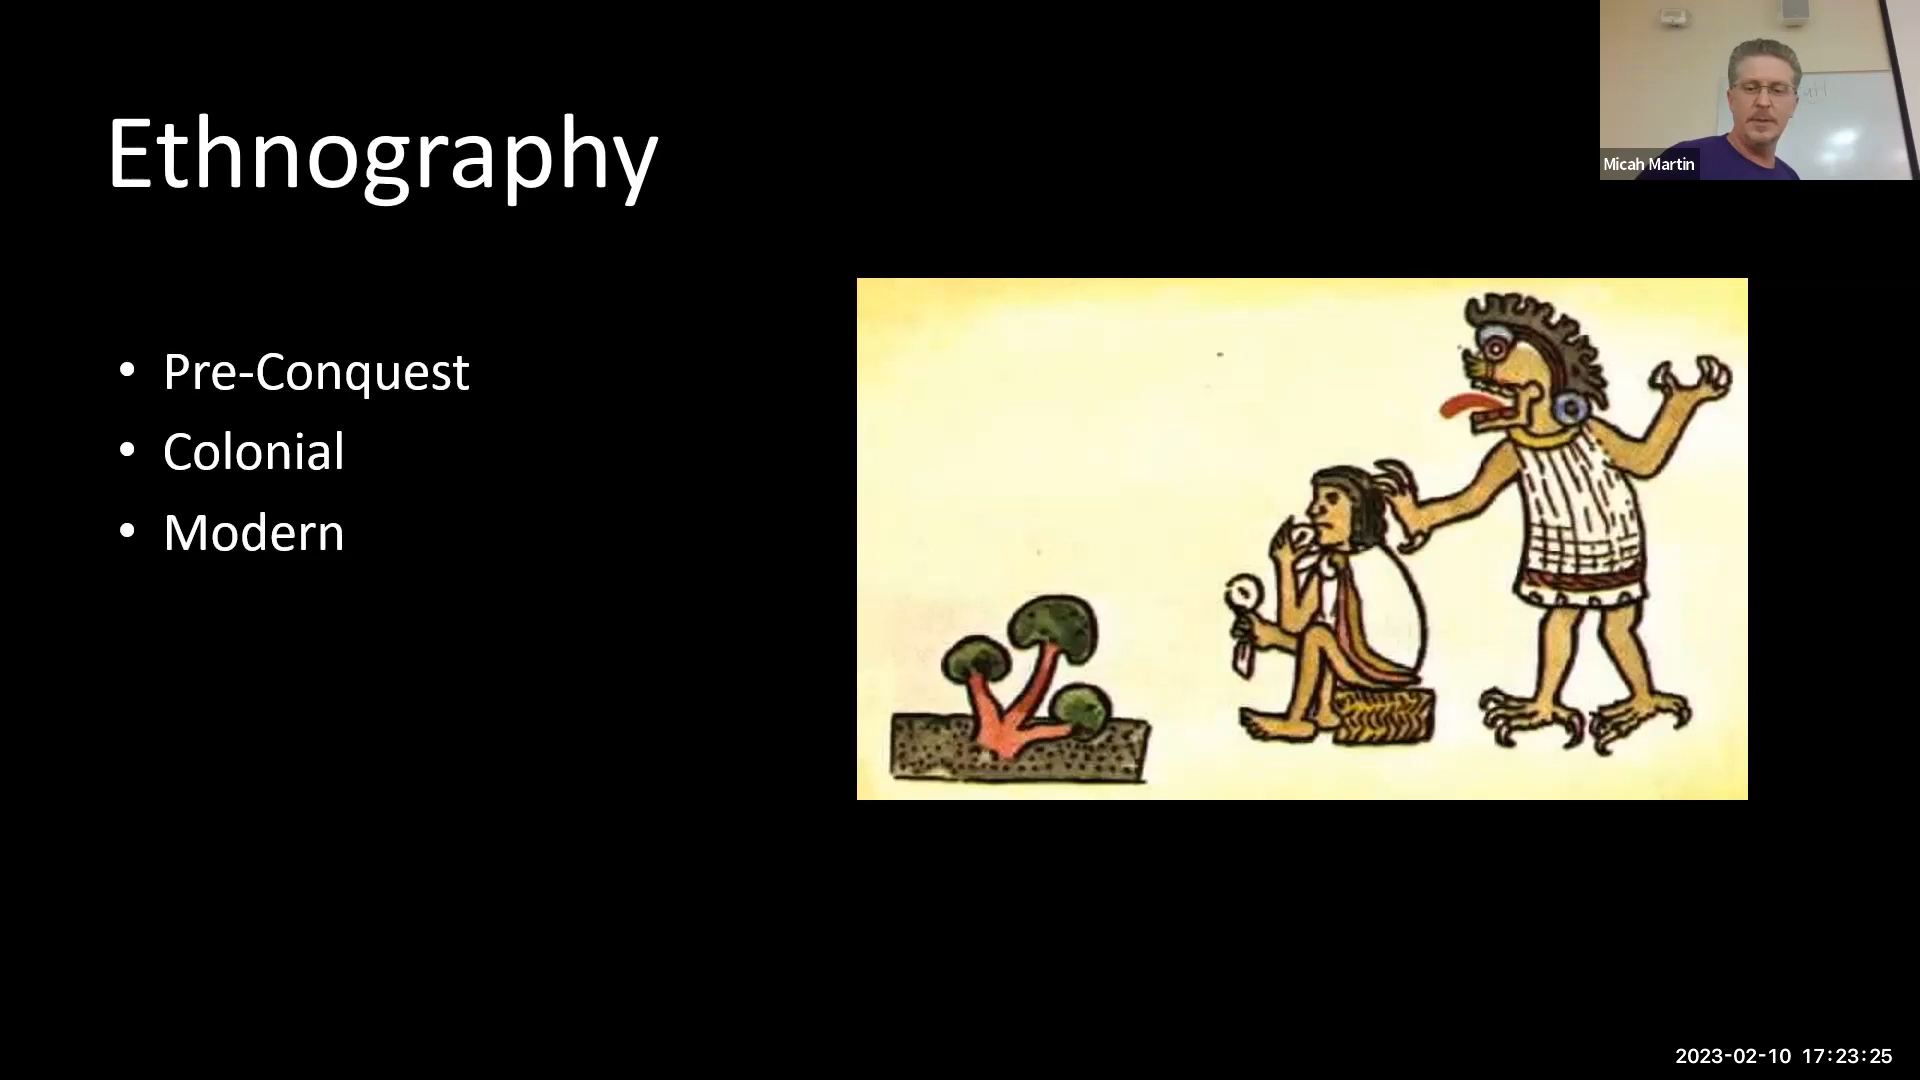 Ethnography
• Pre-Conquest
• Colonial
• Modern
Micah Martin
2023-02-10 17:23:25